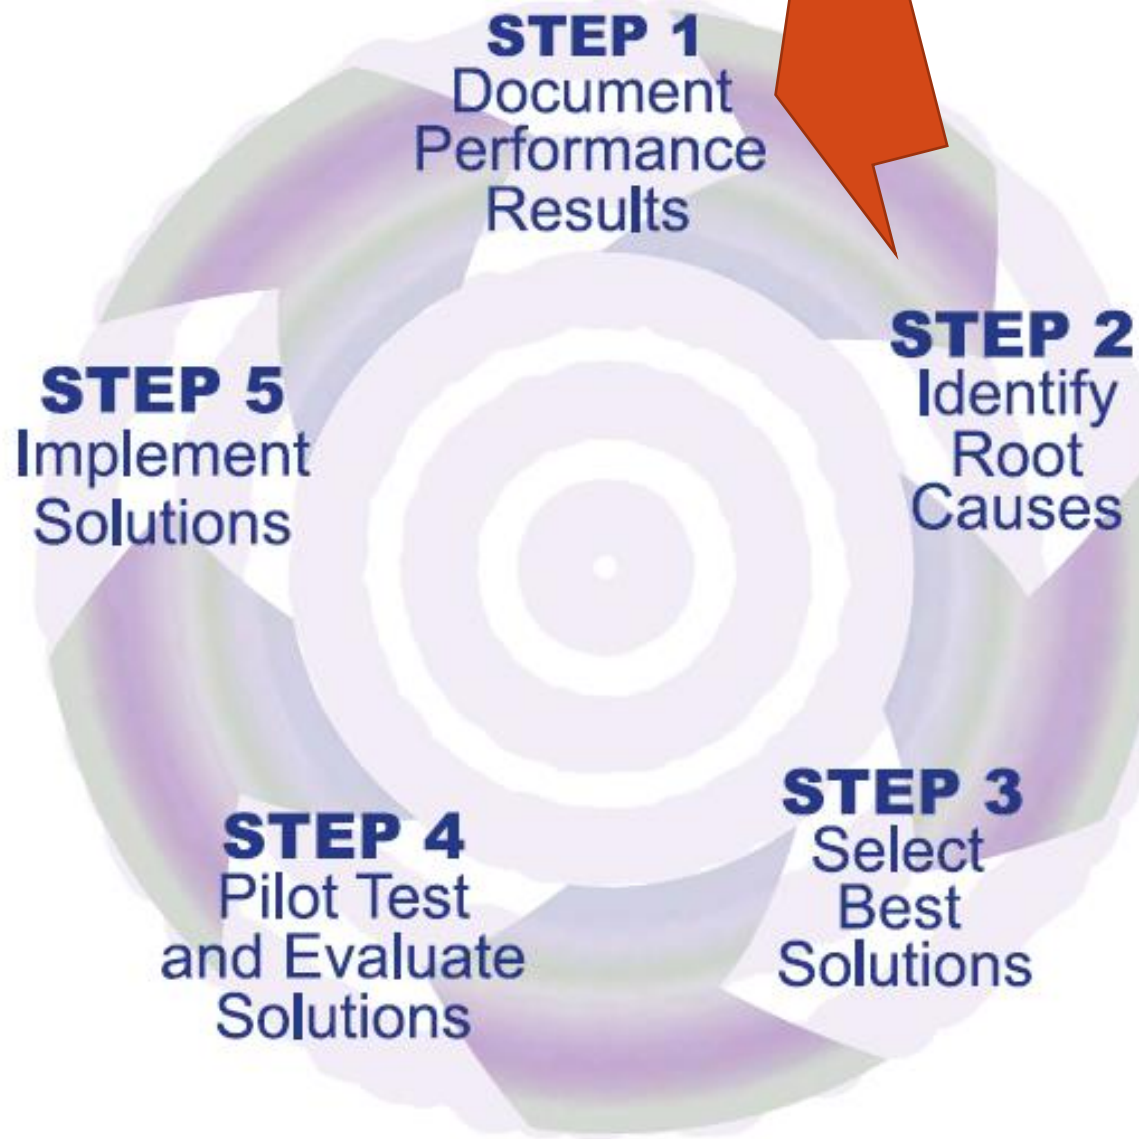 STEP 1
Document
Performance
Results
STEP 2
Identify
Root
Causes
STEP 3
Select
Best
Solutions
STEP 4
Pilot Test
and Evaluate
Solutions
STEP 5
Implement
Solutions